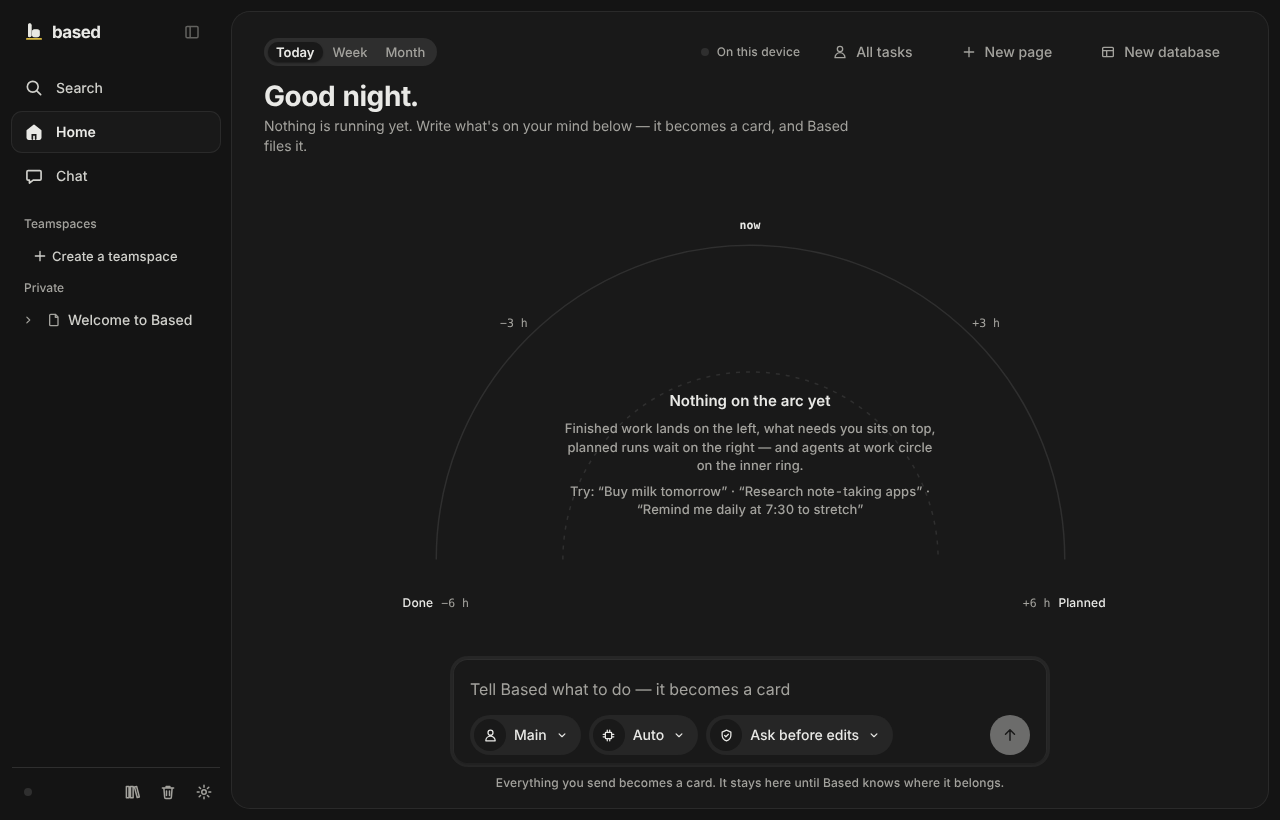 based
Search
Home
Chat
Teamspaces
Create a teamspace
Private
Welcome to Based
Today Week Month
On this device
All tasks
New page
New database
Good night.
Nothing is running yet. Write what's on your mind below — it becomes a card, and Based
files it.
now
−3 h
+3 h
Nothing on the arc yet
Finished work lands on the left, what needs you sits on top,
planned runs wait on the right — and agents at work circle
on the inner ring.
Try: “Buy milk tomorrow” · “Research note-taking apps” ·
“Remind me daily at 7:30 to stretch”
Done −6 h
+6 h Planned
Tell Based what to do — it becomes a card
Main
Auto
Ask before edits
Everything you send becomes a card. It stays here until Based knows where it belongs.